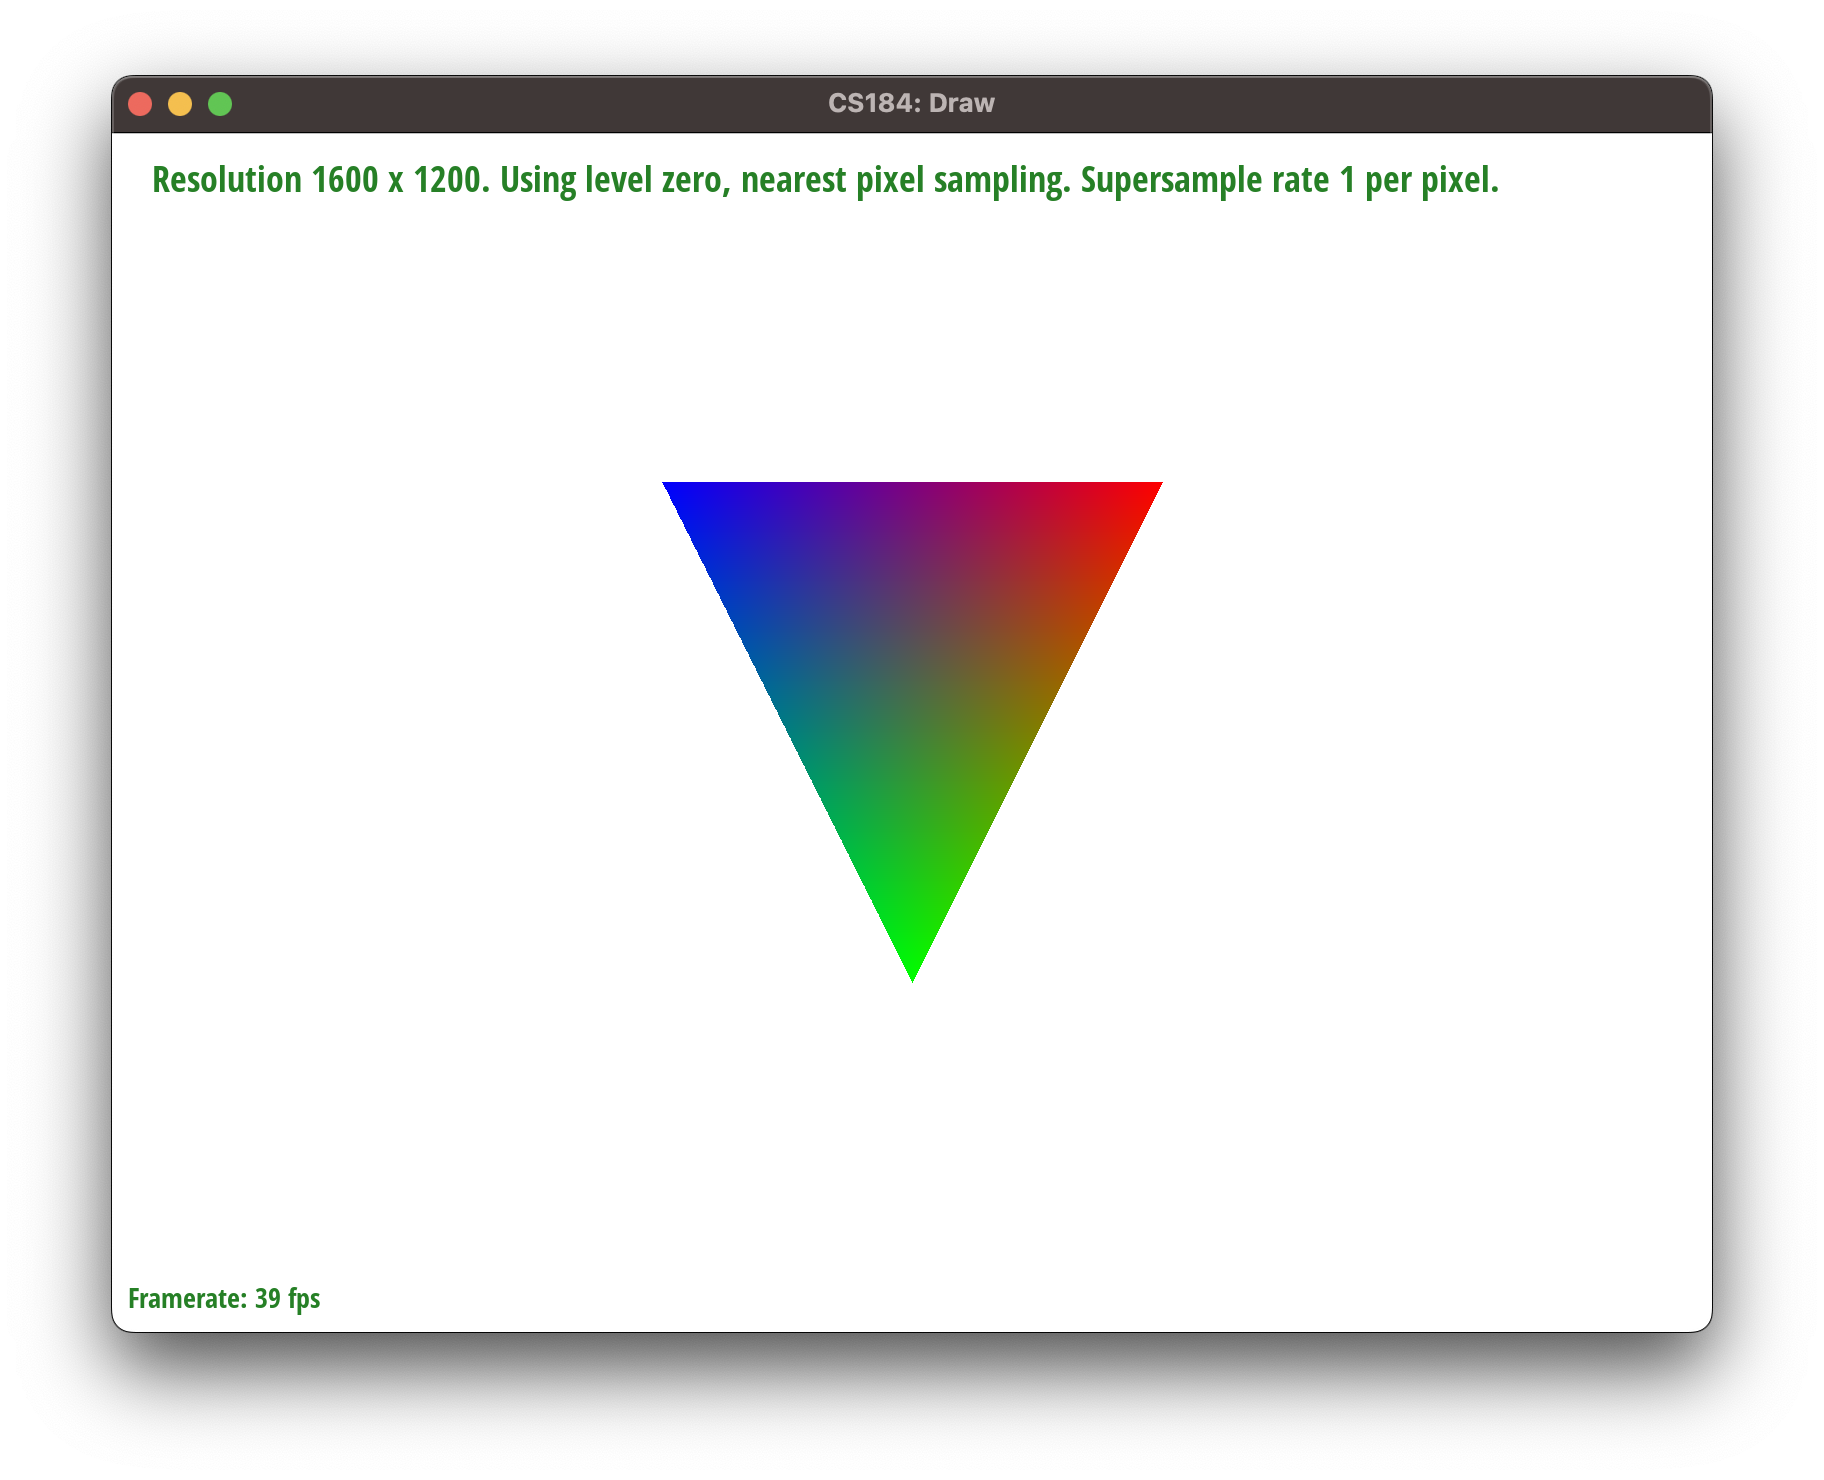 CS184: Draw
Resolution 1600 x 1200. Using level zero, nearest pixel sampling. Supersample rate 1 per pixel.
Framerate: 39 fps